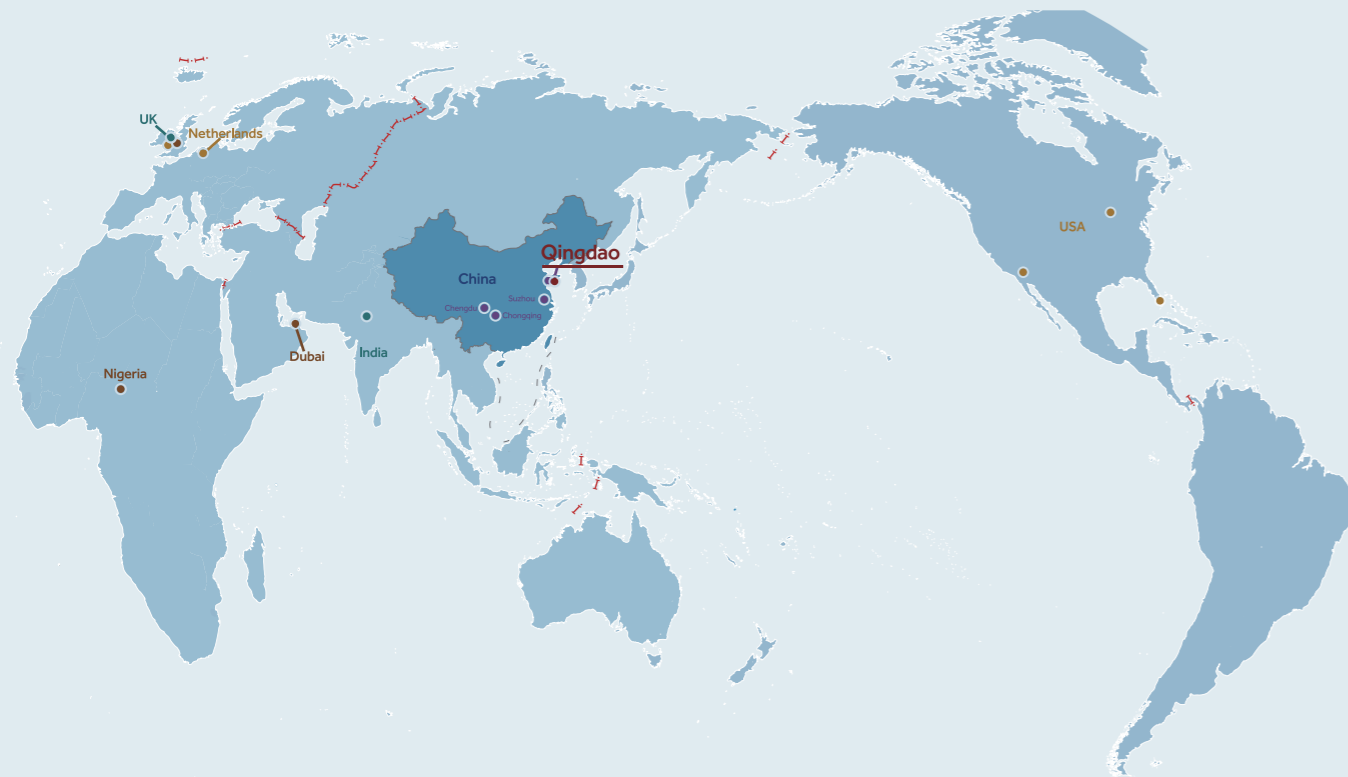 UK
Netherlands
USA
Qingdao
China
Suzhou
Chengdu
Chongqing
India
Dubai
Nigeria